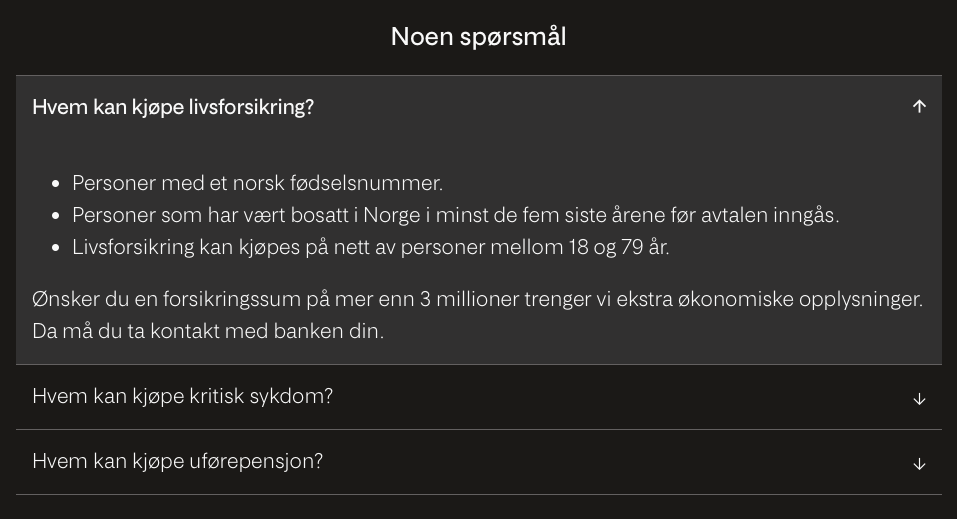 Noen spørsmål
Hvem kan kjøpe livsforsikring?
• Personer med et norsk fødselsnummer.
• Personer som har vært bosatt i Norge i minst de fem siste årene før avtalen inngås.
• Livsforsikring kan kjøpes på nett av personer mellom 18 og 79 år.
Ønsker du en forsikringssum på mer enn 3 millioner trenger vi ekstra økonomiske opplysninger.
Da må du ta kontakt med banken din.
Hvem kan kjøpe kritisk sykdom?
Hvem kan kjøpe uførepensjon?